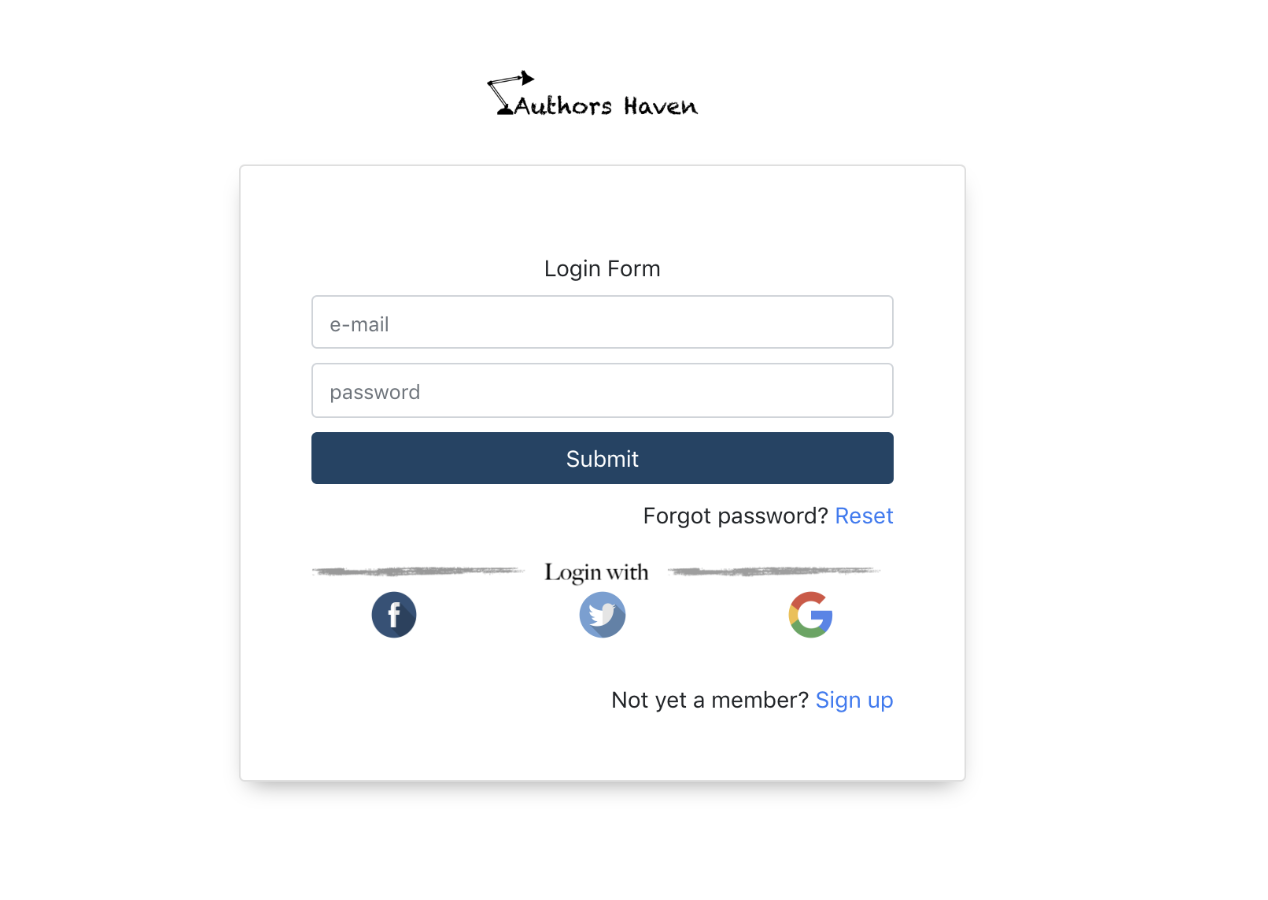 Authors Haven
Login Form
e-mail
password
Submit
Forgot password? Reset
Login with
Not yet a member? Sign up